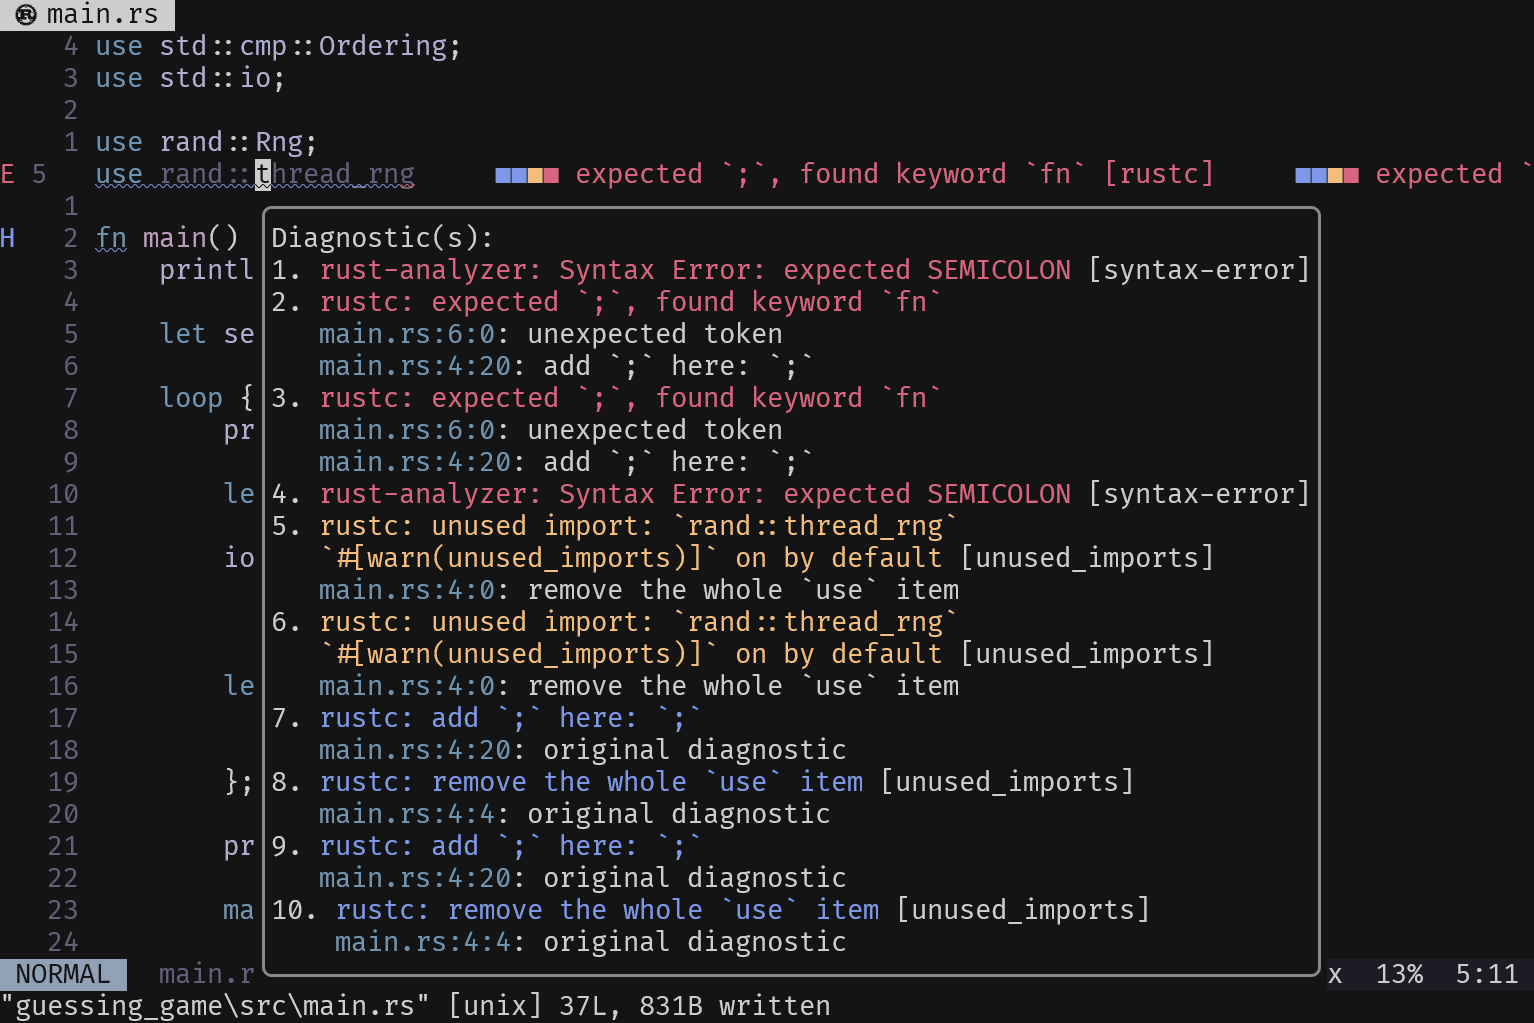 main.rs
4 use std::cmp::Ordering;
3 use std::io;
2
1 use rand::Rng;
E 5 use rand::thread_rng ■■■■ expected `;`, found keyword `fn` [rustc] ■■■■ expected `
1
H 2 fn main() Diagnostic(s):
3 printl 1. rust-analyzer: Syntax Error: expected SEMICOLON [syntax-error]
4 2. rustc: expected `;`, found keyword `fn`
5 let se main.rs:6:0: unexpected token
6 main.rs:4:20: add `;` here: `;`
7 loop { 3. rustc: expected `;`, found keyword `fn`
8 pr main.rs:6:0: unexpected token
9 main.rs:4:20: add `;` here: `;`
10 le 4. rust-analyzer: Syntax Error: expected SEMICOLON [syntax-error]
11 5. rustc: unused import: `rand::thread_rng`
12 io `#[warn(unused_imports)]` on by default [unused_imports]
13 main.rs:4:0: remove the whole `use` item
14 6. rustc: unused import: `rand::thread_rng`
15 `#[warn(unused_imports)]` on by default [unused_imports]
16 le main.rs:4:0: remove the whole `use` item
17 7. rustc: add `;` here: `;`
18 main.rs:4:20: original diagnostic
19 }; 8. rustc: remove the whole `use` item [unused_imports]
20 main.rs:4:4: original diagnostic
21 pr 9. rustc: add `;` here: `;`
22 main.rs:4:20: original diagnostic
23 ma 10. rustc: remove the whole `use` item [unused_imports]
24 main.rs:4:4: original diagnostic
NORMAL main.r x 13% 5:11
"guessing_game\src\main.rs" [unix] 37L, 831B written